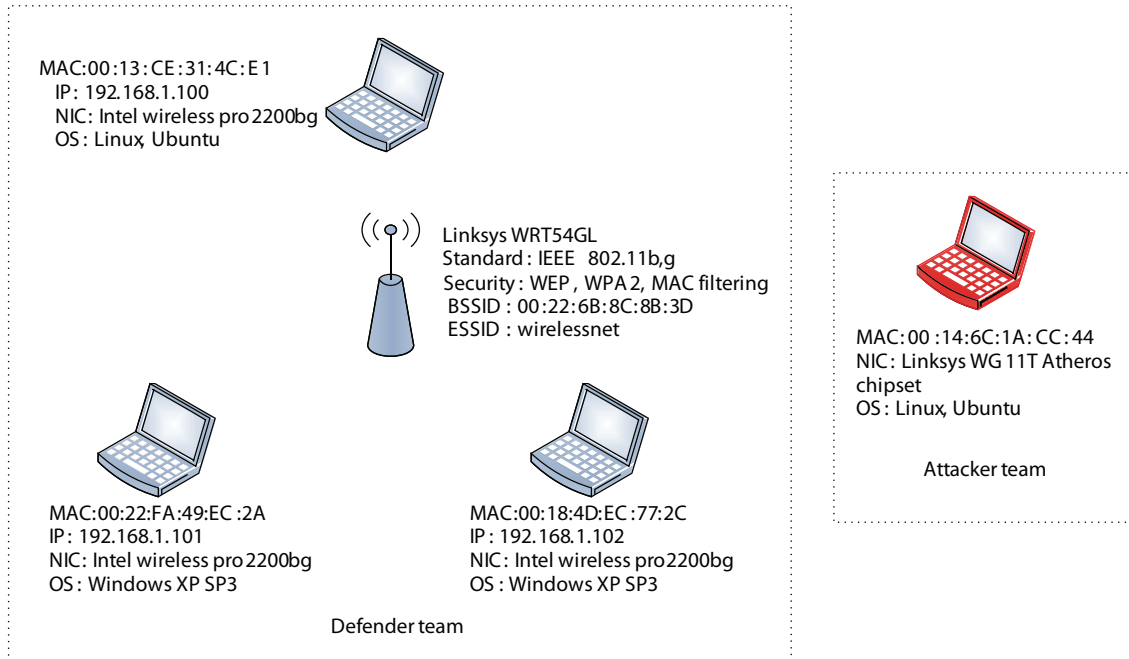 MAC:00:13:CE:31:4C:E1
IP: 192.168.1.100
NIC: Intel wireless pro 2200bg
OS: Linux, Ubuntu
Linksys WRT54GL
Standard: IEEE 802.11b,g
Security: WEP, WPA 2, MAC filtering
BSSID: 00:22:6B:8C:8B:3D
ESSID: wirelessnet
MAC:00:14:6C:1A:CC:44
NIC: Linksys WG 11T Atheros
chipset
OS: Linux, Ubuntu
Attacker team
MAC:00:22:FA:49:EC:2A
IP: 192.168.1.101
NIC: Intel wireless pro 2200bg
OS: Windows XP SP3
MAC:00:18:4D:EC:77:2C
IP: 192.168.1.102
NIC: Intel wireless pro 2200bg
OS: Windows XP SP3
Defender team